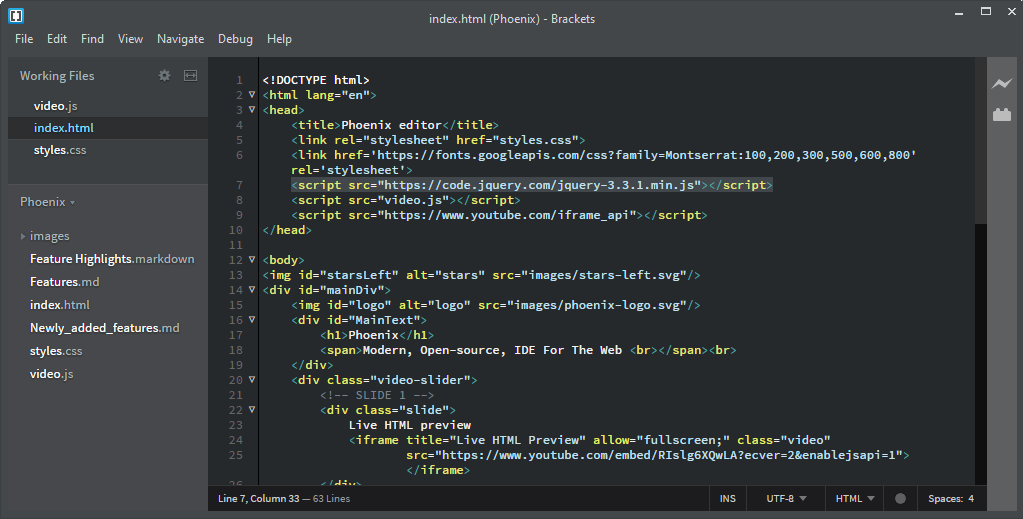 index.html (Phoenix) - Brackets
File Edit Find View Navigate Debug Help
Working Files
video.js
index.html
styles.css
Phoenix
images
Feature Highlights.markdown
Features.md
index.html
Newly_added_features.md
styles.css
video.js
1 <!DOCTYPE html>
2 <html lang="en">
3 <head>
4 <title>Phoenix editor</title>
5 <link rel="stylesheet" href="styles.css">
6 <link href='https://fonts.googleapis.com/css?family=Montserrat:100,200,300,500,600,800'
rel='stylesheet'>
7 <script src="https://code.jquery.com/jquery-3.3.1.min.js"></script>
8 <script src="video.js"></script>
9 <script src="https://www.youtube.com/iframe_api"></script>
10 </head>
11
12 <body>
13 <img id="starsLeft" alt="stars" src="images/stars-left.svg"/>
14 <div id="mainDiv">
15 <img id="logo" alt="logo" src="images/phoenix-logo.svg"/>
16 <div id="MainText">
17 <h1>Phoenix</h1>
18 <span>Modern, Open-source, IDE For The Web <br></span><br>
19 </div>
20 <div class="video-slider">
21 <!-- SLIDE 1 -->
22 <div class="slide">
23 Live HTML preview
24 <iframe title="Live HTML Preview" allow="fullscreen;" class="video"
25 src="https://www.youtube.com/embed/RIslg6XQwLA?ecver=2&enablejsapi=1">
</iframe>
26 </div>
Line 7, Column 33 — 63 Lines
INS UTF-8 HTML Spaces: 4